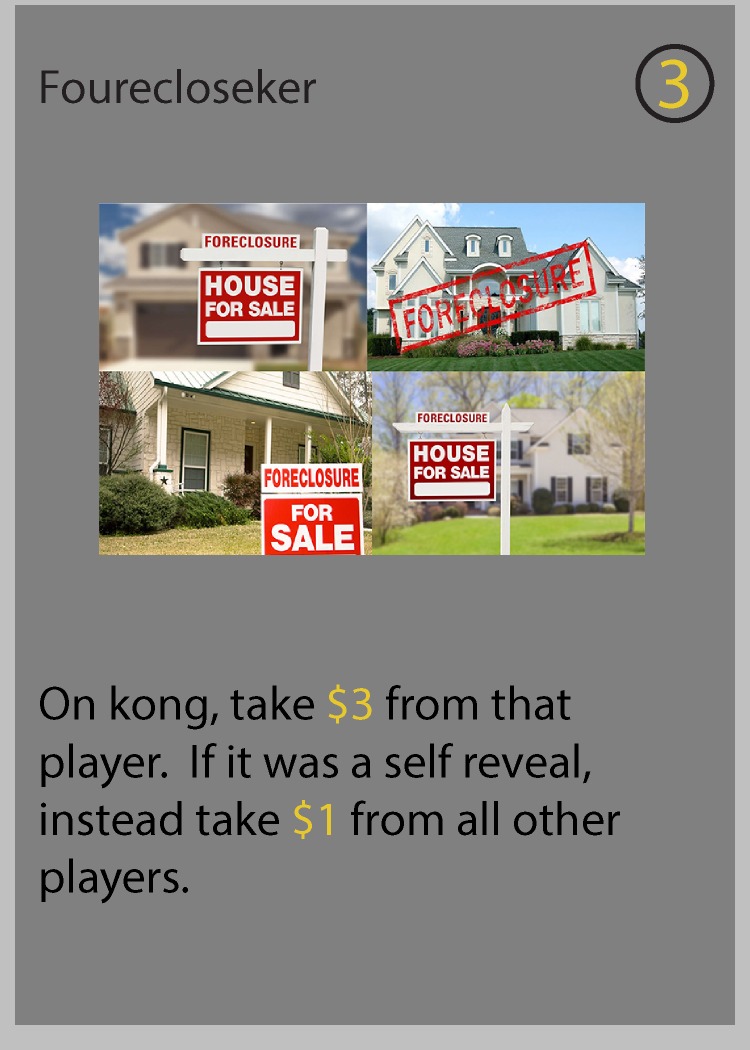 Fourecloseker
3
FORECLOSURE
HOUSE
FOR SALE
FORECLOSURE
FORECLOSURE
FOR
SALE
FORECLOSURE
HOUSE
FOR SALE
On kong, take $3 from that
player.  If it was a self reveal,
instead take $1 from all other
players.